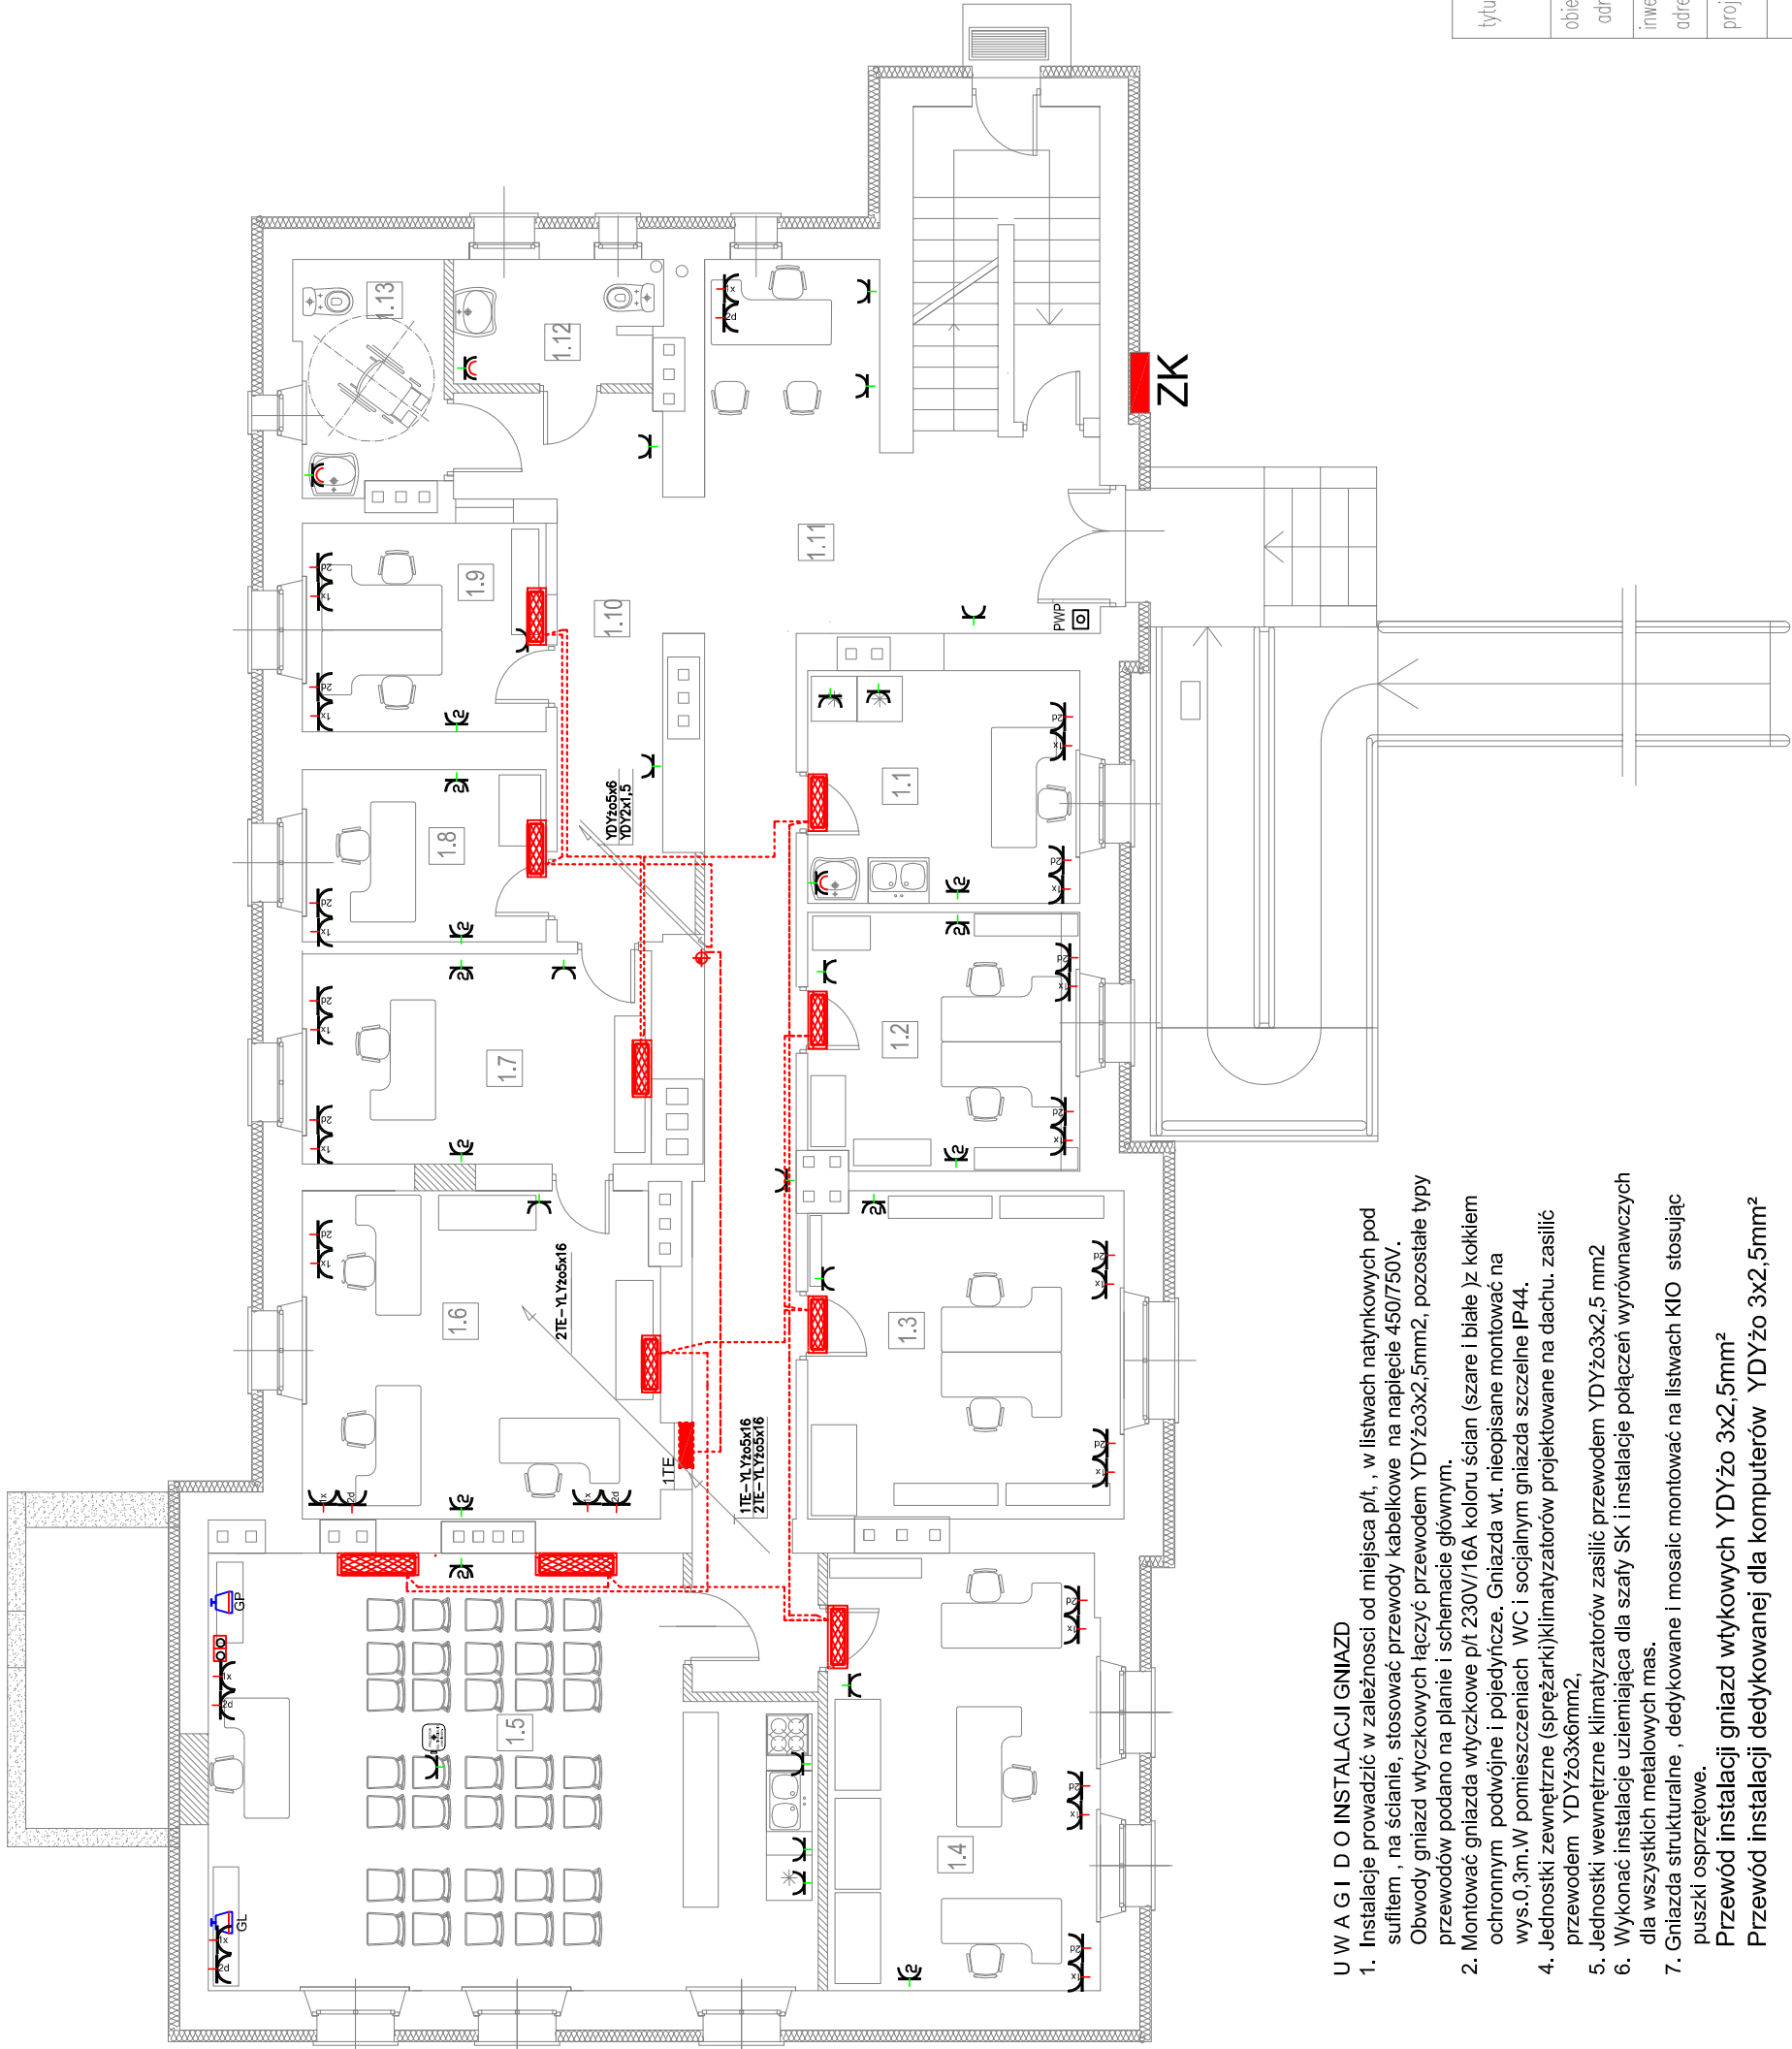 tytu
obie
adr
inwe
adre
proj
ZK
PWP
1.13
1.12
1.11
1.10
1.9
1.8
1.7
1.6
1.5
1.4
1.3
1.2
1.1
YDYżo5x6
YDY2x1,5
2TE-YLYżo5x16
1TE-YLYżo5x16
2TE-YLYżo5x16
1TE
GP
GL
U W A G I D O INSTALACJI GNIAZD
1. Instalacje prowadzić w zależności od miejsca p/t, , w listwach natynkowych pod
sufitem , na ścianie, stosować przewody kabelkowe na napięcie 450/750V.
Obwody gniazd wtyczkowych łączyć przewodem YDYżo3x2,5mm2, pozostałe typy
przewodów podano na planie i schemacie głównym.
2. Montować gniazda wtyczkowe p/t 230V/16A koloru ścian (szare i białe )z kołkiem
ochronnym podwójne i pojedyńcze. Gniazda wt. nieopisane montować na
wys.0,3m.W pomieszczeniach WC i socjalnym gniazda szczelne IP44.
4. Jednostki zewnętrzne (sprężarki)klimatyzatorów projektowane na dachu. zasilić
przewodem YDYżo3x6mm2,
5. Jednostki wewnętrzne klimatyzatorów zasilić przewodem YDYżo3x2,5 mm2
6. Wykonać instalacje uziemiająca dla szafy SK i instalacje połączeń wyrównawczych
dla wszystkich metalowych mas.
7. Gniazda strukturalne , dedykowane i mosaic montować na listwach KIO stosując
puszki osprzętowe.
Przewód instalacji gniazd wtykowych YDYżo 3x2,5mm²
Przewód instalacji dedykowanej dla komputerów YDYżo 3x2,5mm²